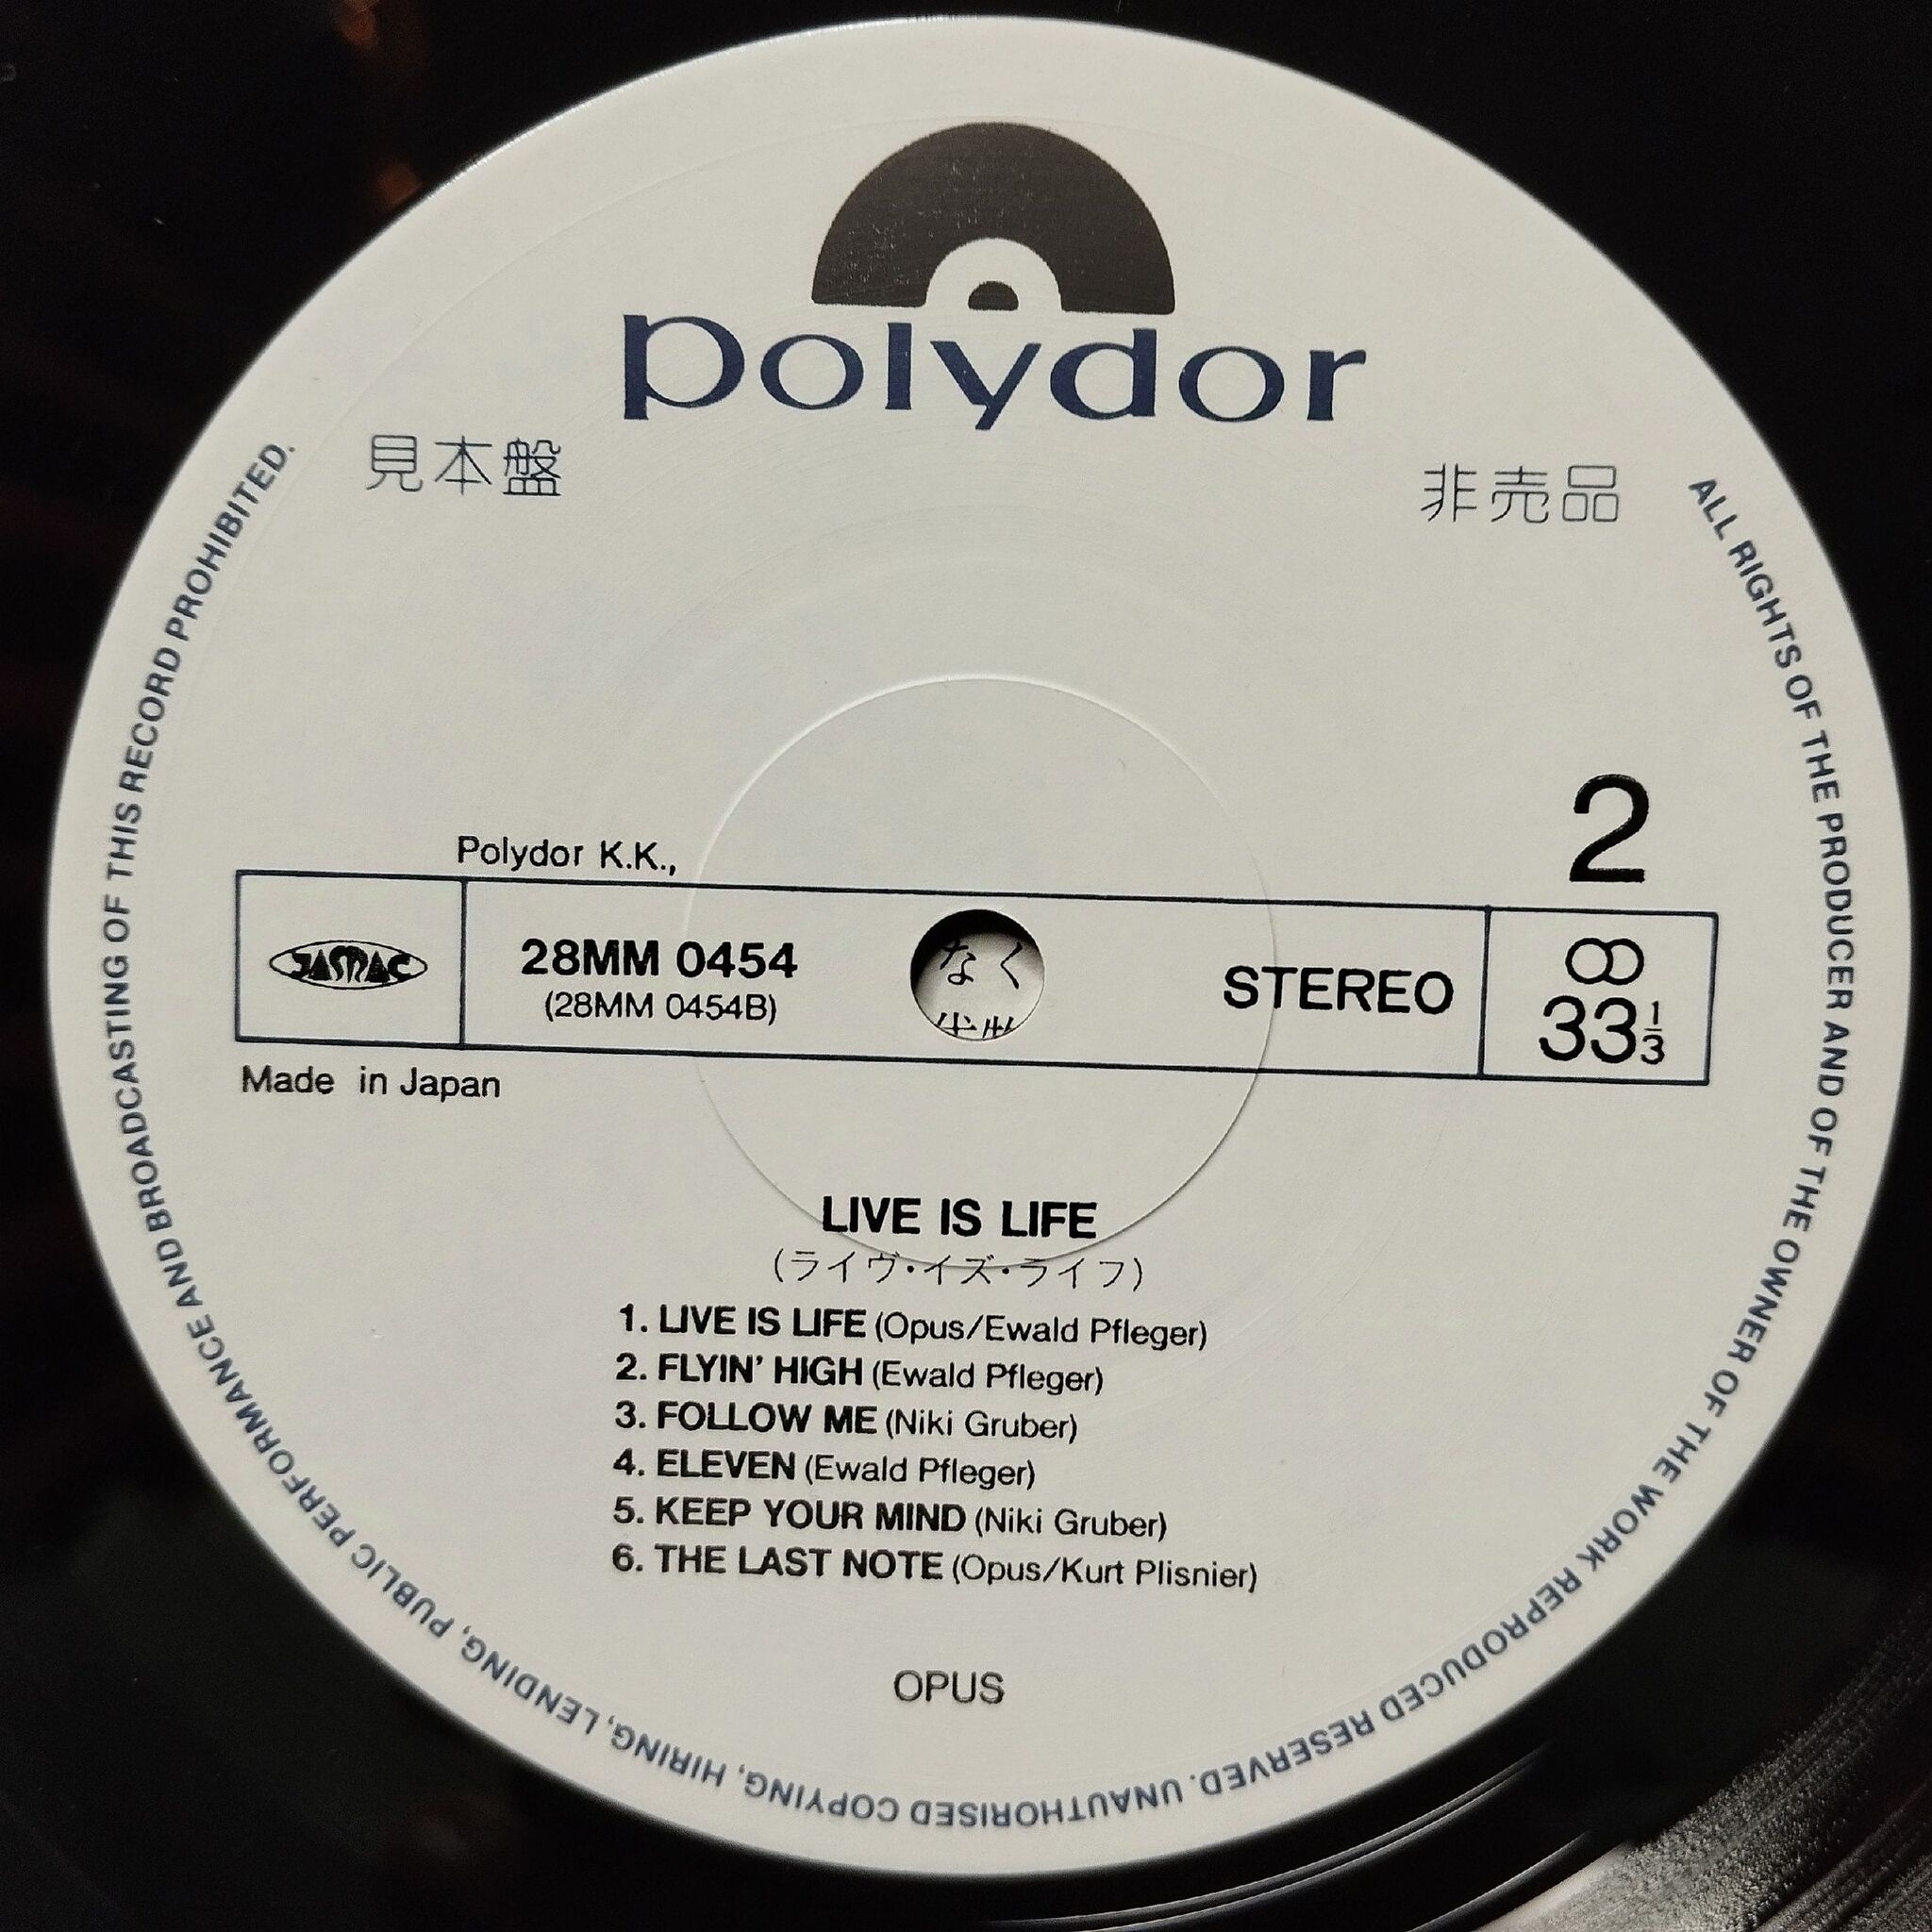 polydor
見本盤
非売品
2
Polydor K.K.,
JASRAC
28MM 0454
(28MM 0454B)
なく
STEREO
33 1/3
Made in Japan
LIVE IS LIFE
(ライヴ・イズ・ライフ)
1. LIVE IS LIFE (Opus/Ewald Pfleger)
2. FLYIN' HIGH (Ewald Pfleger)
3. FOLLOW ME (Niki Gruber)
4. ELEVEN (Ewald Pfleger)
5. KEEP YOUR MIND (Niki Gruber)
6. THE LAST NOTE (Opus/Kurt Plisnier)
OPUS
ALL RIGHTS OF THE PRODUCER AND OF THE OWNER OF THE WORK REPRODUCED RESERVED. UNAUTHORISED COPYING, HIRING, LENDING, PUBLIC PERFORMANCE AND BROADCASTING OF THIS RECORD PROHIBITED.